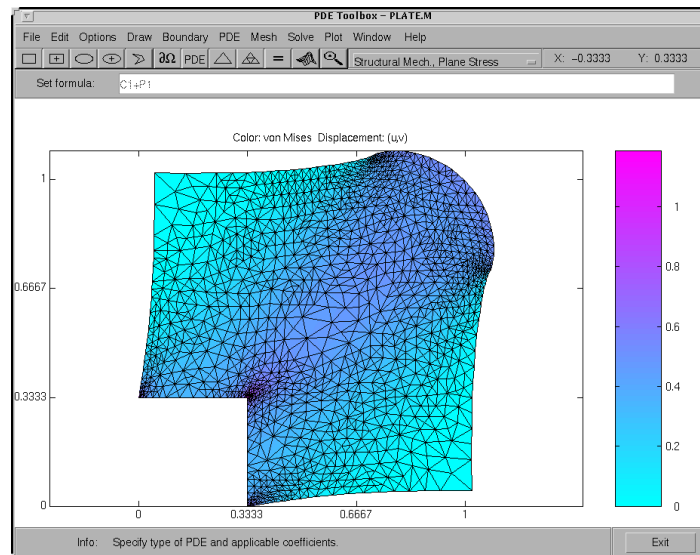 PDE Toolbox – PLATE.M
File Edit Options Draw Boundary PDE Mesh Solve Plot Window Help
∂Ω PDE = Structural Mech., Plane Stress X: −0.3333 Y: 0.3333
Set formula: C1+P1
Color: von Mises Displacement: (u,v)
1
0.6667
0.3333
0
0 0.3333 0.6667 1
1
0.8
0.6
0.4
0.2
0
Info: Specify type of PDE and applicable coefficients. Exit